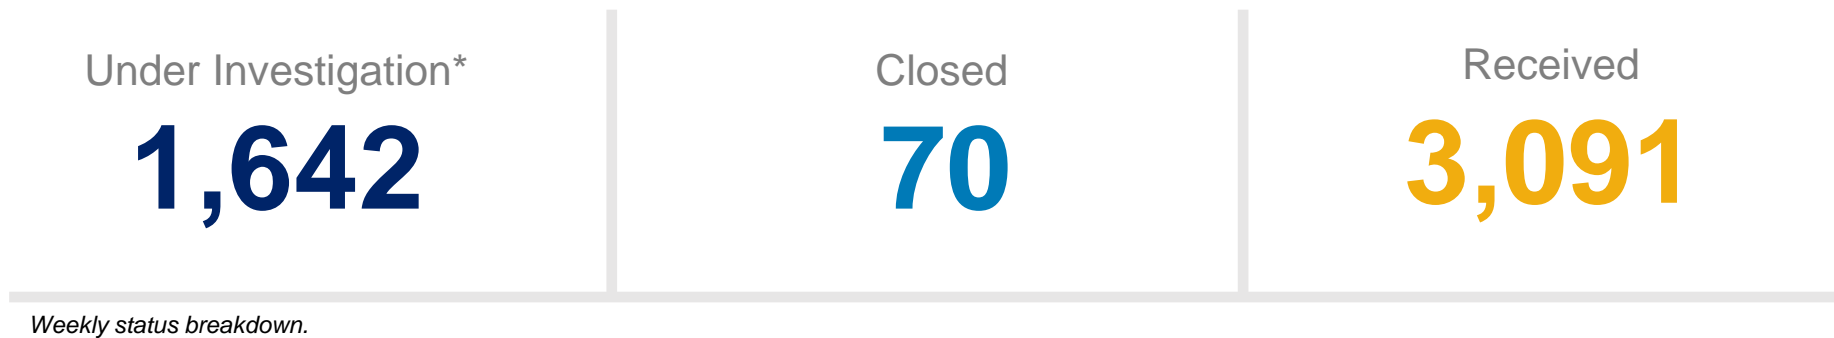 Under Investigation*
1,642
Closed
70
Received
3,091
Weekly status breakdown.